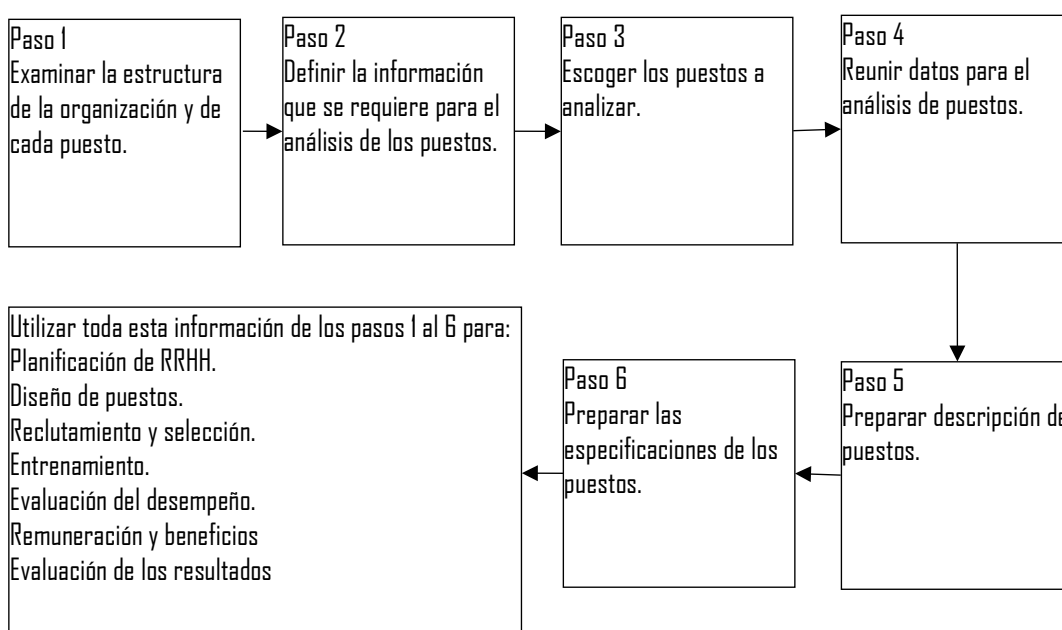 Paso 1
Examinar la estructura
de la organización y de
cada puesto.
Paso 2
Definir la información
que se requiere para el
análisis de los puestos.
Paso 3
Escoger los puestos a
analizar.
Paso 4
Reunir datos para el
análisis de puestos.
Paso 5
Preparar descripción de
puestos.
Paso 6
Preparar las
especificaciones de los
puestos.
Utilizar toda esta información de los pasos 1 al 6 para:
Planificación de RRHH.
Diseño de puestos.
Reclutamiento y selección.
Entrenamiento.
Evaluación del desempeño.
Remuneración y beneficios
Evaluación de los resultados